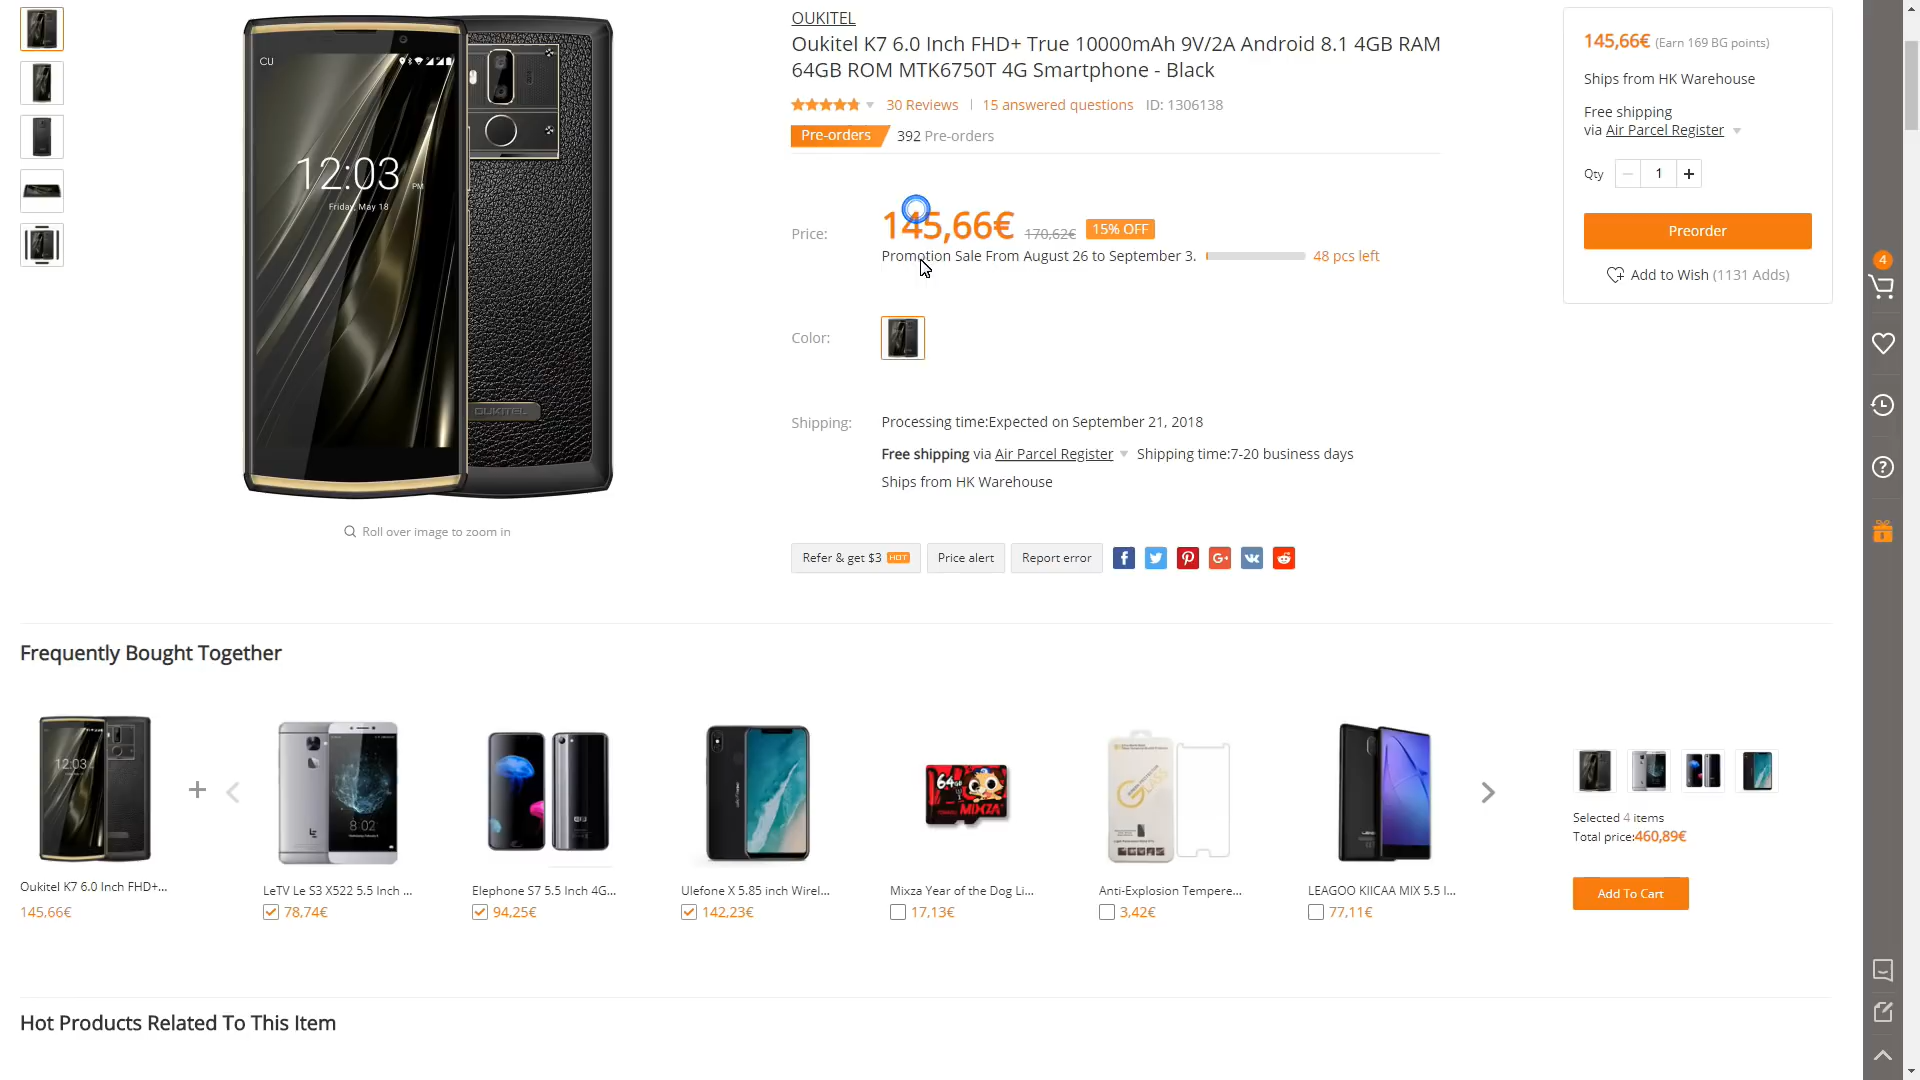 OUKITEL
Oukitel K7 6.0 Inch FHD+ True 10000mAh 9V/2A Android 8.1 4GB RAM
64GB ROM MTK6750T 4G Smartphone - Black
30 Reviews | 15 answered questions ID: 1306138
Pre-orders 392 Pre-orders
CU
12:03 PM
Friday, May 18
OUKITEL
Roll over image to zoom in
Price: 145,66€ 170,62€ 15% OFF
Promotion Sale From August 26 to September 3. 48 pcs left
Color:
Shipping: Processing time:Expected on September 21, 2018
Free shipping via Air Parcel Register Shipping time:7-20 business days
Ships from HK Warehouse
Refer & get $3 HOT Price alert Report error
145,66€ (Earn 169 BG points)
Ships from HK Warehouse
Free shipping
via Air Parcel Register
Qty 1 +
Preorder
Add to Wish (1131 Adds)
4
Frequently Bought Together
12:03
8 02
64GB
MIXZA
Oukitel K7 6.0 Inch FHD+...
145,66€
LeTV Le S3 X522 5.5 Inch ...
78,74€
Elephone S7 5.5 Inch 4G...
94,25€
Ulefone X 5.85 inch Wirel...
142,23€
Mixza Year of the Dog Li...
17,13€
Anti-Explosion Tempere...
3,42€
LEAGOO KIICAA MIX 5.5 I...
77,11€
Selected 4 items
Total price:460,89€
Add To Cart
Hot Products Related To This Item